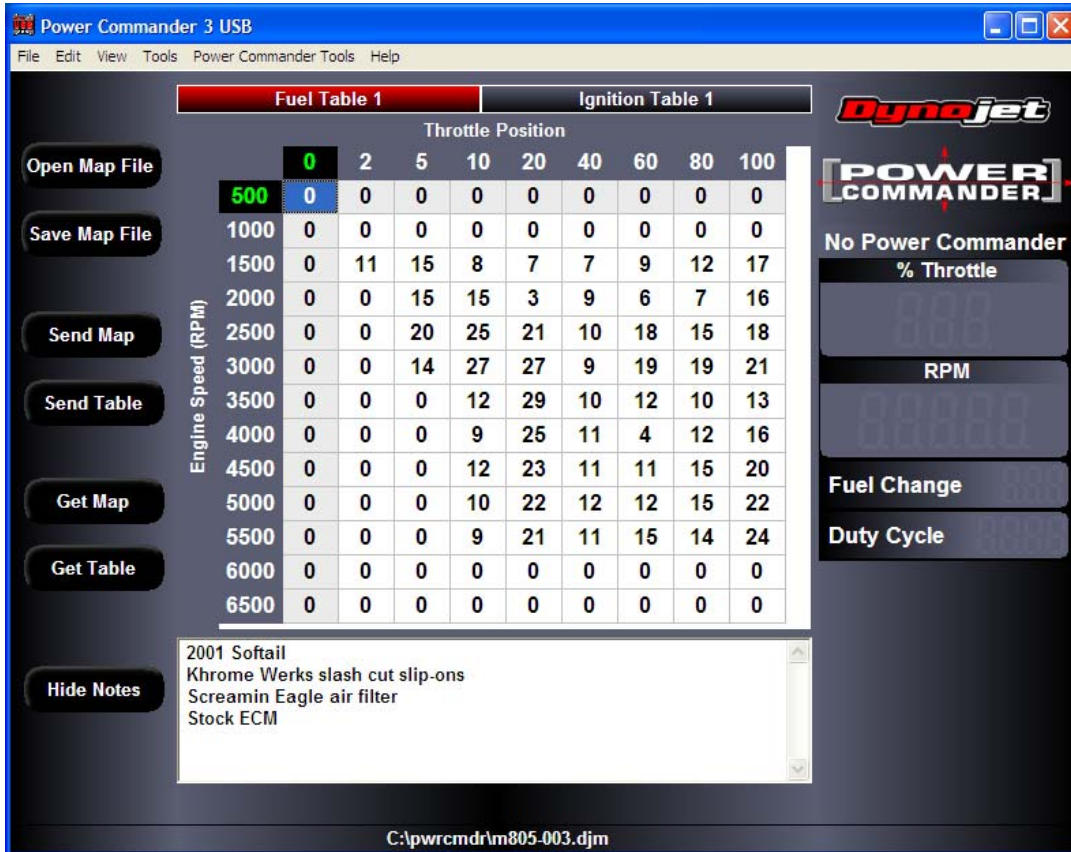 Power Commander 3 USB
File Edit View Tools Power Commander Tools Help
Fuel Table 1 Ignition Table 1
Throttle Position
0 2 5 10 20 40 60 80 100
Engine Speed (RPM)
500 0 0 0 0 0 0 0 0 0
1000 0 0 0 0 0 0 0 0 0
1500 0 11 15 8 7 7 9 12 17
2000 0 0 15 15 3 9 6 7 16
2500 0 0 20 25 21 10 18 15 18
3000 0 0 14 27 27 9 19 19 21
3500 0 0 0 12 29 10 12 10 13
4000 0 0 0 9 25 11 4 12 16
4500 0 0 0 12 23 11 11 15 20
5000 0 0 0 10 22 12 12 15 22
5500 0 0 0 9 21 11 15 14 24
6000 0 0 0 0 0 0 0 0 0
6500 0 0 0 0 0 0 0 0 0
Open Map File
Save Map File
Send Map
Send Table
Get Map
Get Table
Hide Notes
2001 Softail
Khrome Werks slash cut slip-ons
Screamin Eagle air filter
Stock ECM
Dynojet
POWER
COMMANDER
No Power Commander
% Throttle
RPM
Fuel Change
Duty Cycle
C:\pwrcmdr\m805-003.djm